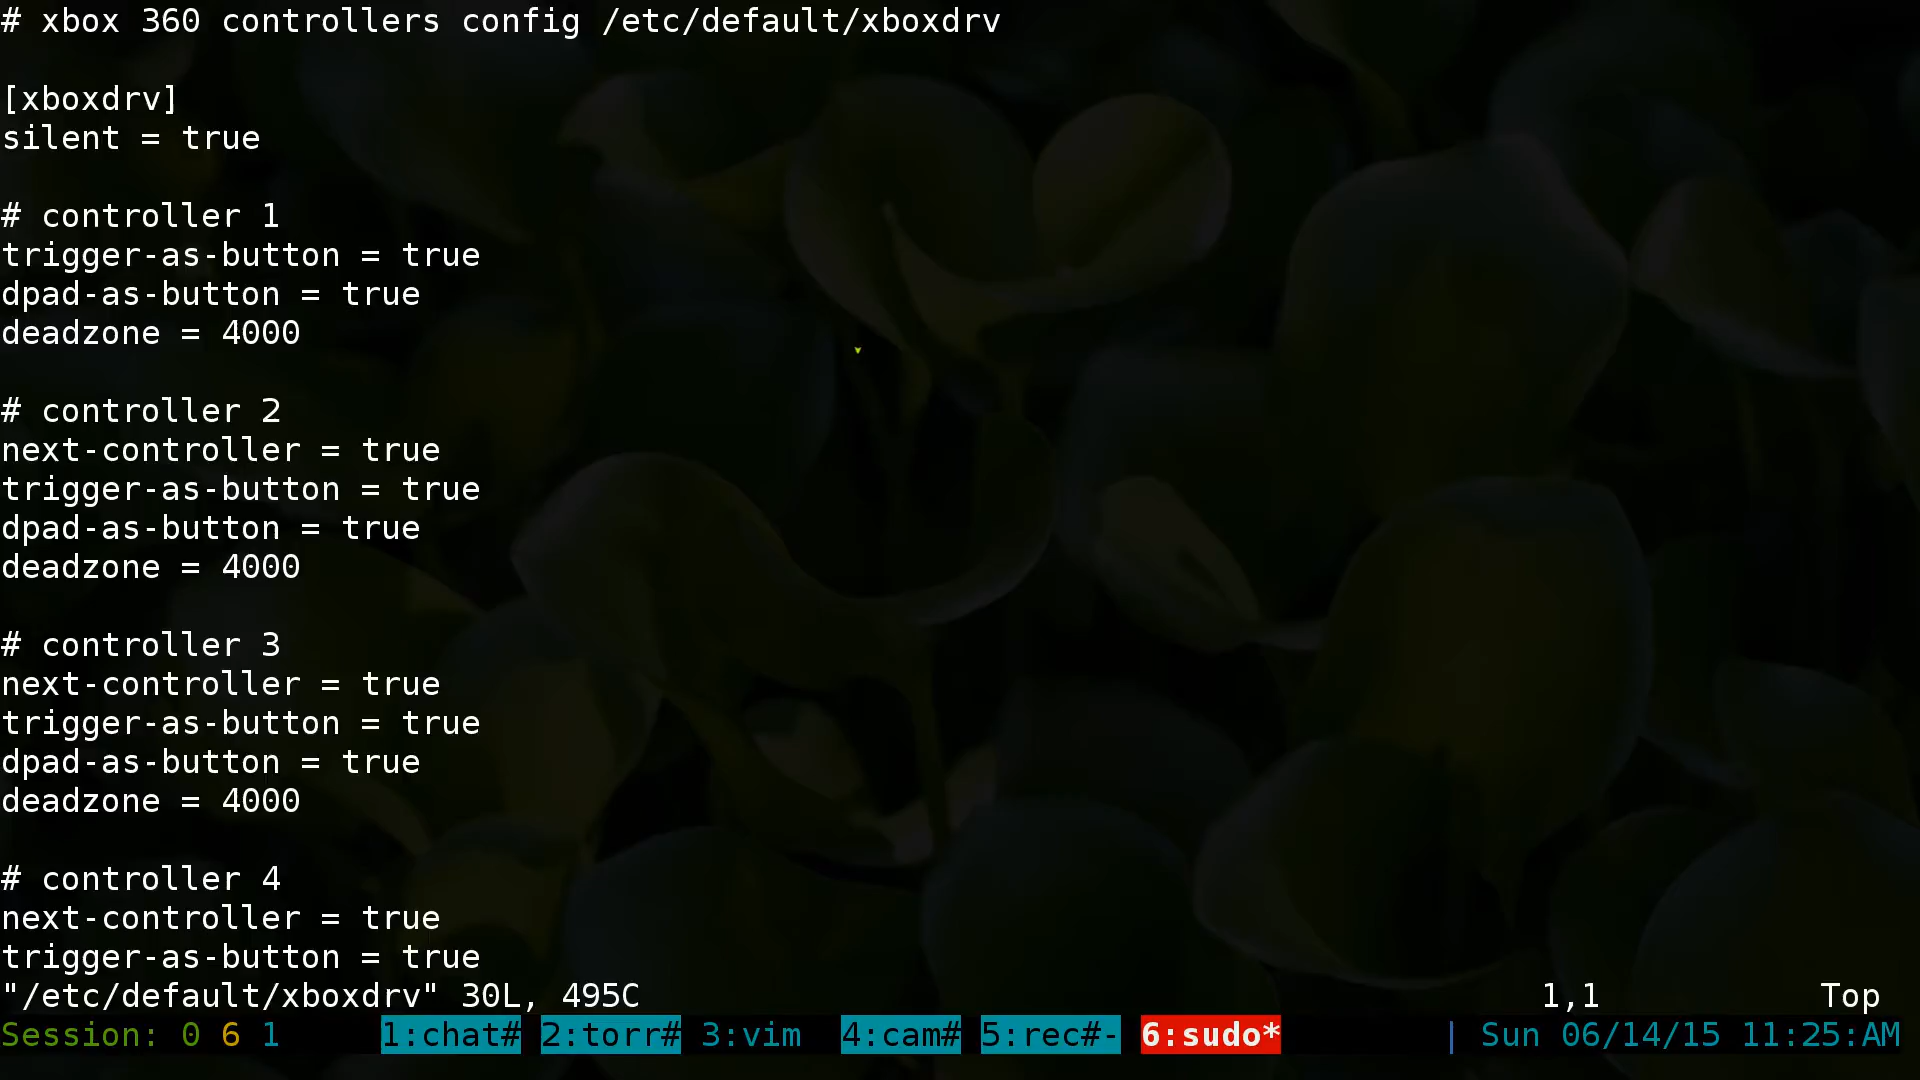 # xbox 360 controllers config /etc/default/xboxdrv
[xboxdrv]
silent = true
# controller 1
trigger-as-button = true
dpad-as-button = true
deadzone = 4000
# controller 2
next-controller = true
trigger-as-button = true
dpad-as-button = true
deadzone = 4000
# controller 3
next-controller = true
trigger-as-button = true
dpad-as-button = true
deadzone = 4000
# controller 4
next-controller = true
trigger-as-button = true
"/etc/default/xboxdrv" 30L, 495C 1,1 Top
Session: 0 6 1 1:chat# 2:torr# 3:vim 4:cam# 5:rec#- 6:sudo* | Sun 06/14/15 11:25:AM